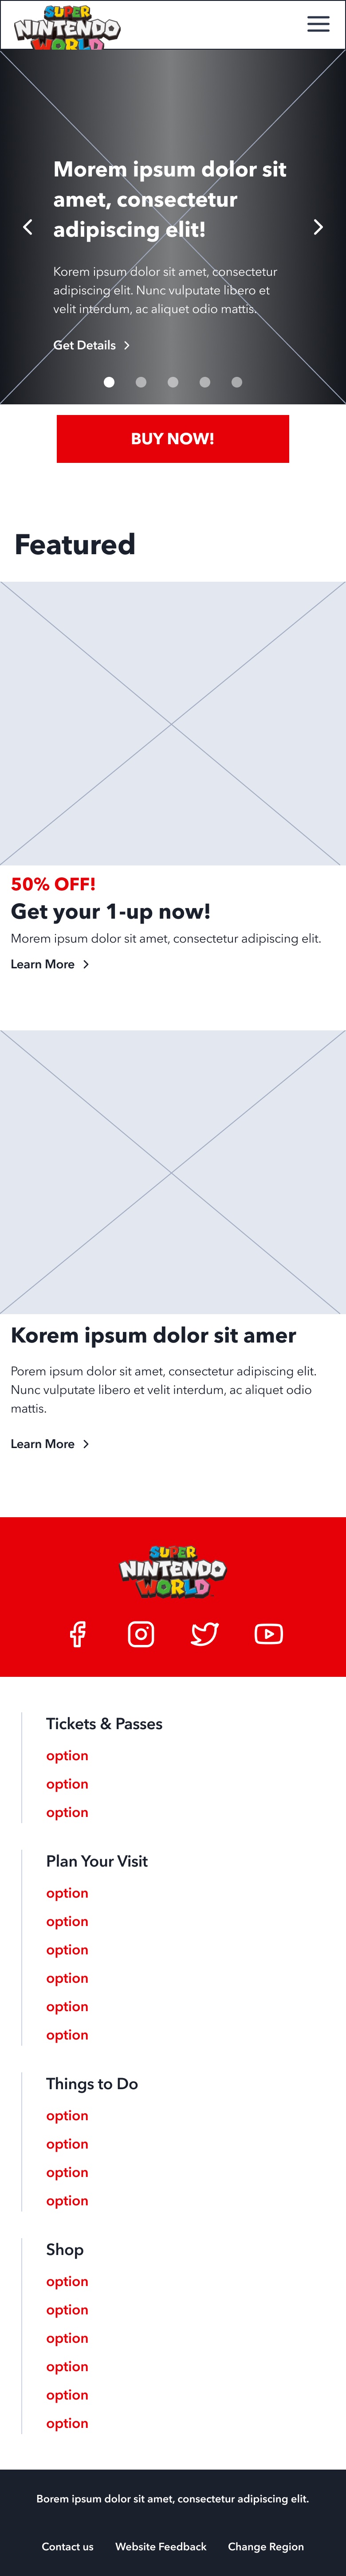 SUPER
NINTENDO
WORLD
Morem ipsum dolor sit
amet, consectetur
adipiscing elit!
Korem ipsum dolor sit amet, consectetur
adipiscing elit. Nunc vulputate libero et
velit interdum, ac aliquet odio mattis.
Get Details
BUY NOW!
Featured
50% OFF!
Get your 1-up now!
Morem ipsum dolor sit amet, consectetur adipiscing elit.
Learn More
Korem ipsum dolor sit amer
Porem ipsum dolor sit amet, consectetur adipiscing elit.
Nunc vulputate libero et velit interdum, ac aliquet odio
mattis.
Learn More
SUPER
NINTENDO
WORLD
Tickets & Passes
option
option
option
Plan Your Visit
option
option
option
option
option
option
Things to Do
option
option
option
option
Shop
option
option
option
option
option
option
Borem ipsum dolor sit amet, consectetur adipiscing elit.
Contact us Website Feedback Change Region